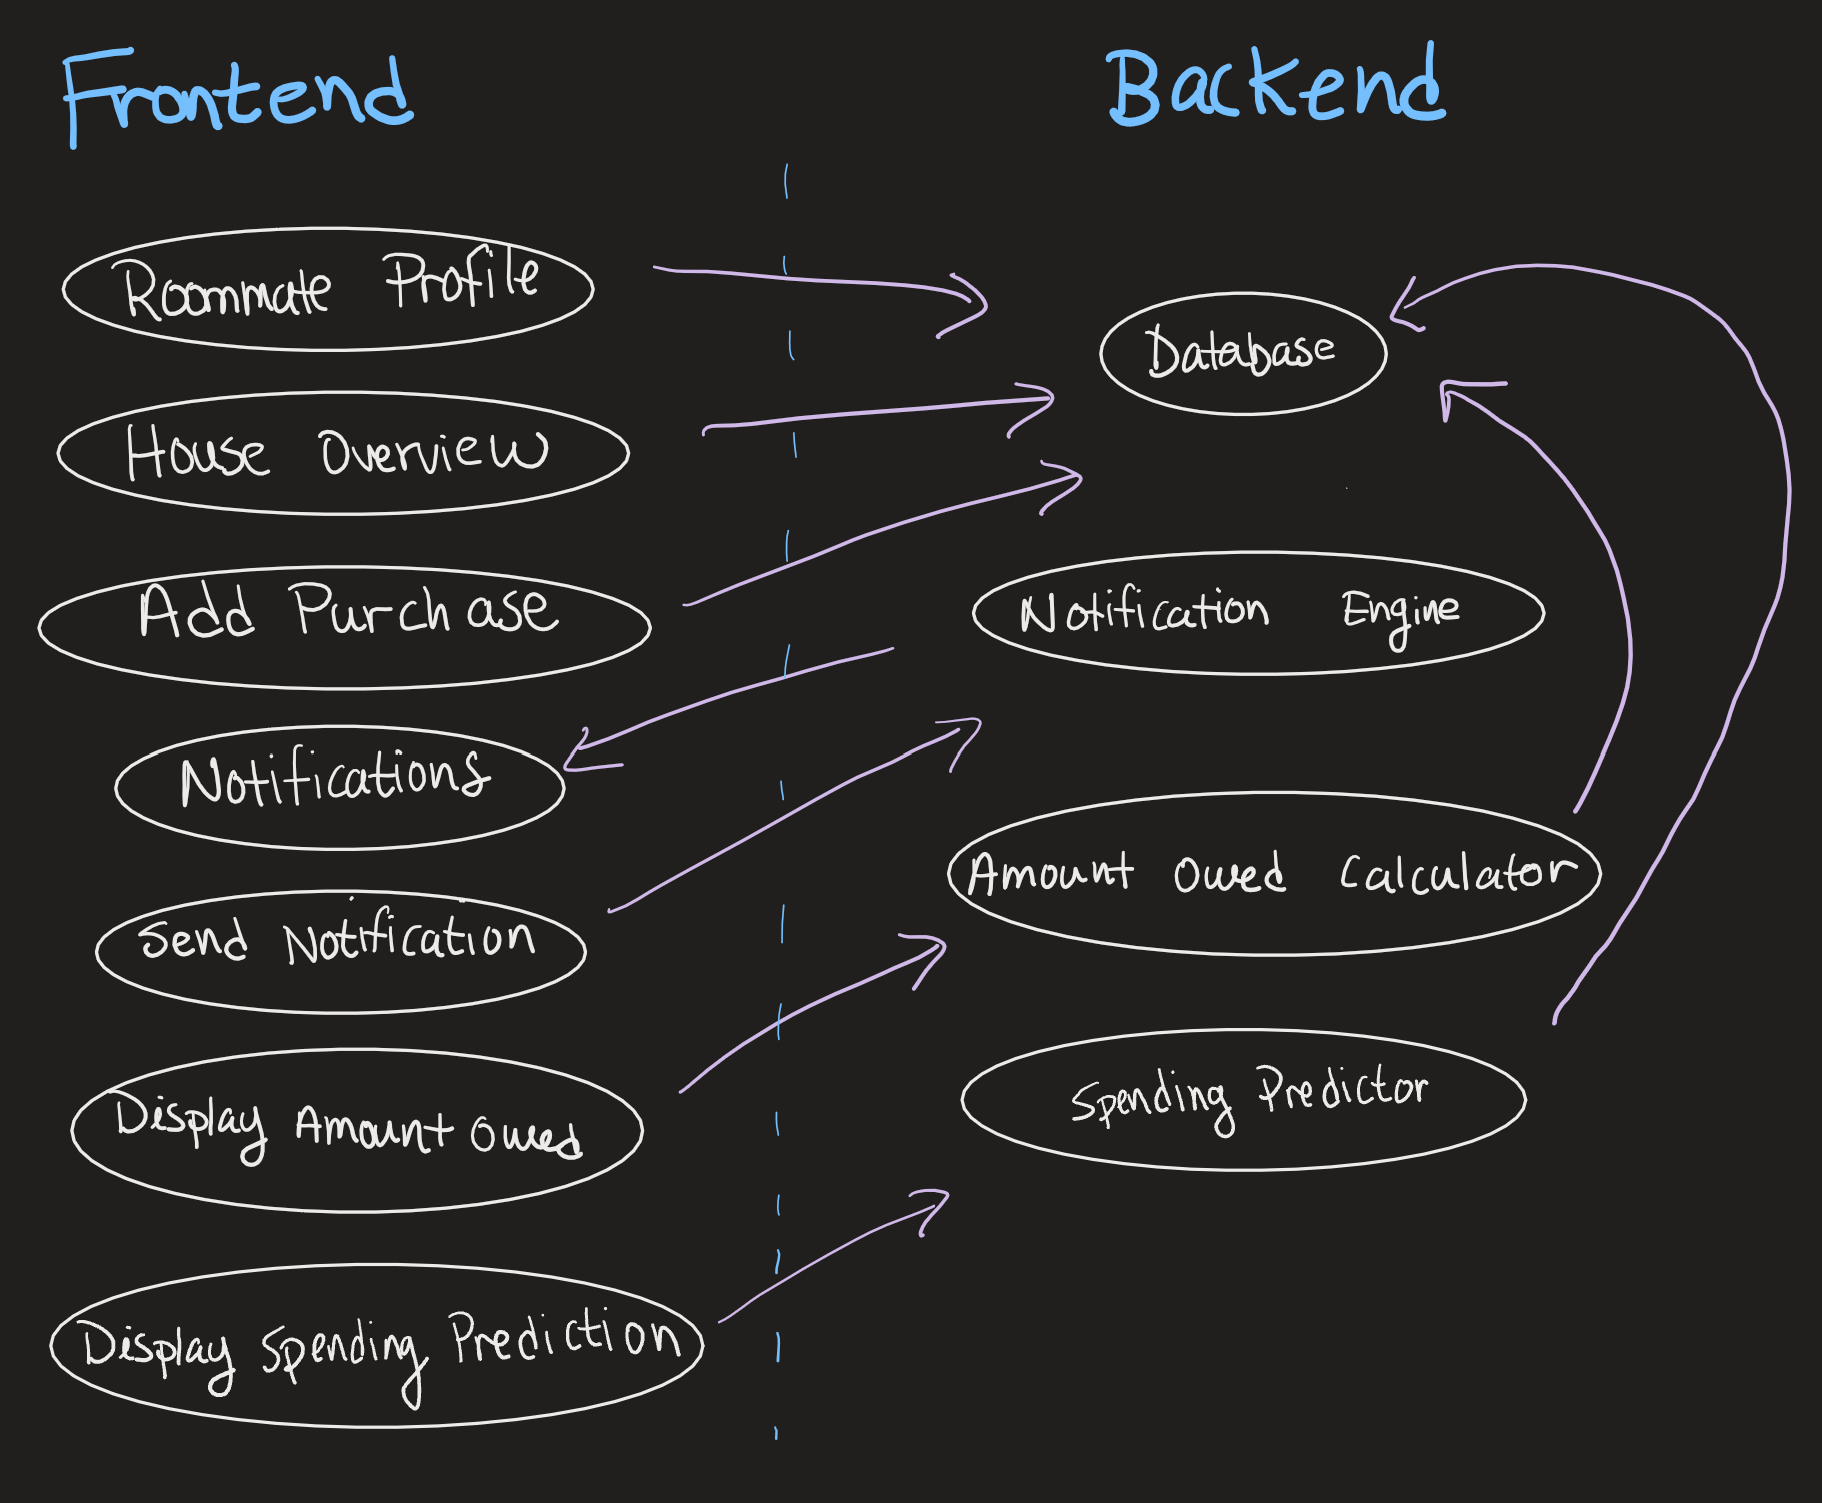 Frontend
Backend
Roommate Profile
House Overview
Add Purchase
Notifications
Send Notification
Display Amount Owed
Display Spending Prediction
Database
Notification Engine
Amount Owed Calculator
Spending Predictor